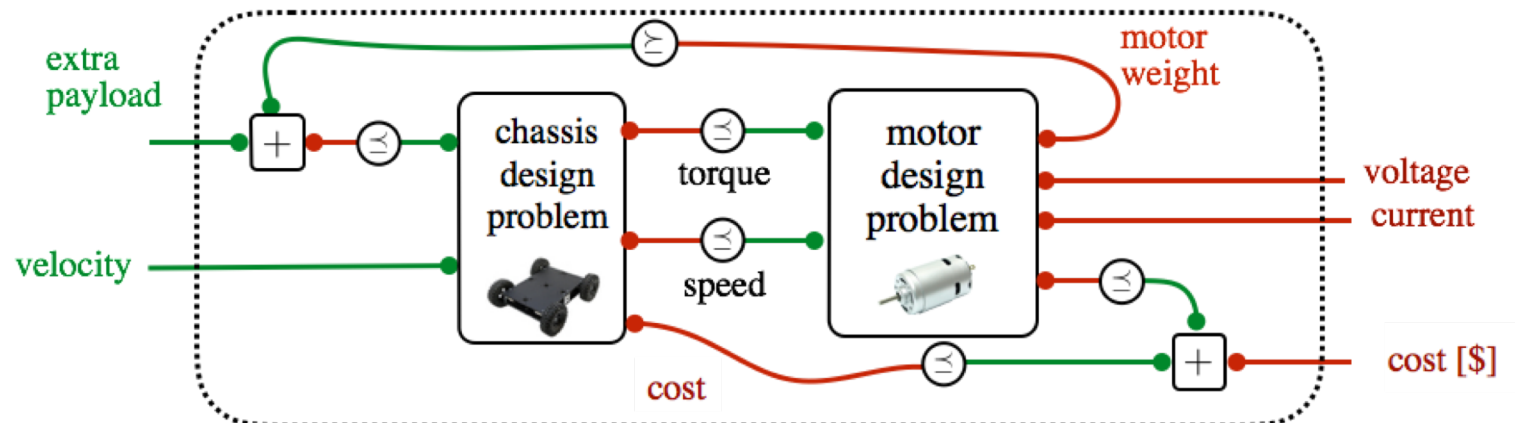 extra
payload
velocity
≽
motor
weight
+
≼
chassis
design
problem
≼
torque
≼
speed
motor
design
problem
voltage
current
≼
cost
≼
+
cost [$]